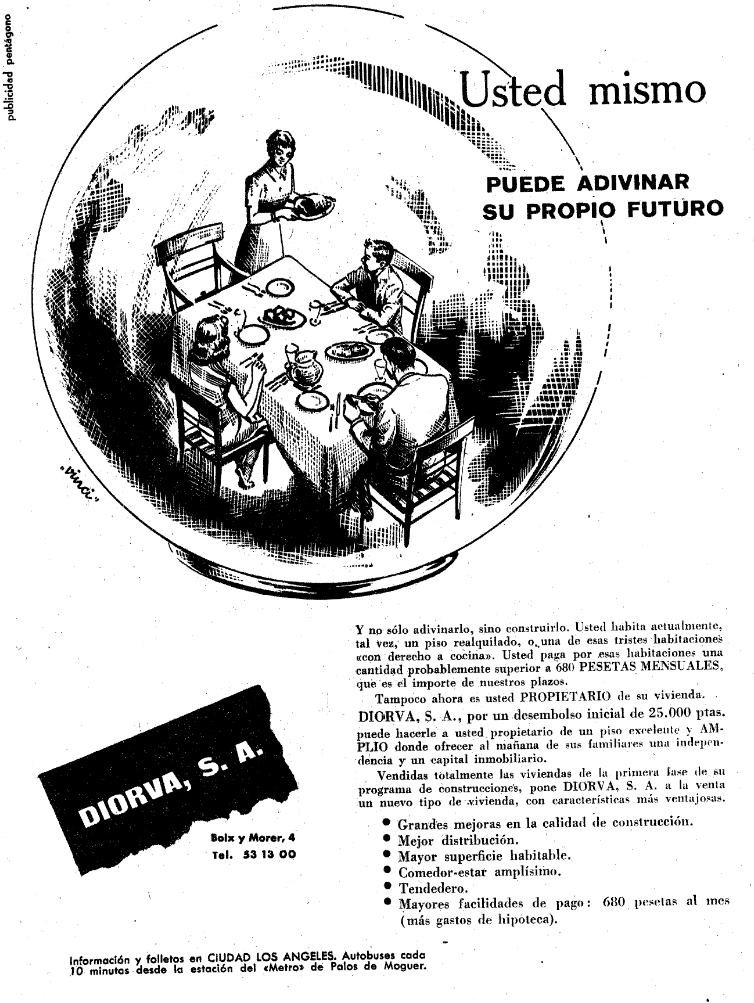 publicidad pentágono
Usted mismo
PUEDE ADIVINAR
SU PROPIO FUTURO
"vinci"
Y no sólo adivinarlo, sino construirlo. Usted habita actualmente,
tal vez, un piso realquilado, o una de esas tristes habitaciones
«con derecho a cocina». Usted paga por esas habitaciones una
cantidad probablemente superior a 680 PESETAS MENSUALES,
que es el importe de nuestros plazos.
Tampoco ahora es usted PROPIETARIO de su vivienda.
DIORVA, S. A., por un desembolso inicial de 25.000 ptas.
puede hacerle a usted propietario de un piso excelente y AM-
PLIO donde ofrecer al mañana de sus familiares una indepen-
dencia y un capital inmobiliario.
Vendidas totalmente las viviendas de la primera fase de su
programa de construcciones, pone DIORVA, S. A. a la venta
un nuevo tipo de vivienda, con características más ventajosas.
• Grandes mejoras en la calidad de construcción.
• Mejor distribución.
• Mayor superficie habitable.
• Comedor-estar amplísimo.
• Tendedero.
• Mayores facilidades de pago: 680 pesetas al mes
(más gastos de hipoteca).
DIORVA, S. A.
Boix y Morer, 4
Tel. 53 13 00
Información y folletos en CIUDAD LOS ANGELES. Autobuses cada
10 minutos desde la estación del «Metro» de Palos de Moguer.